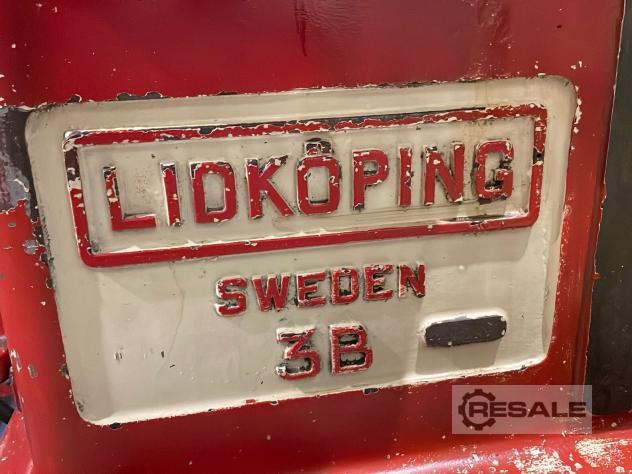 LIDKÖPING
SWEDEN
3B
RESALE